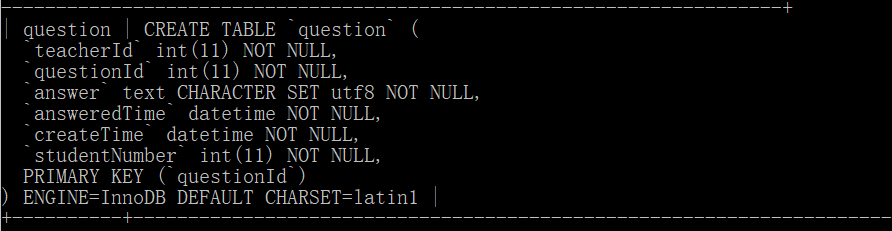 -----------------------------------------------------------------------+
| question | CREATE TABLE `question` (
  `teacherId` int(11) NOT NULL,
  `questionId` int(11) NOT NULL,
  `answer` text CHARACTER SET utf8 NOT NULL,
  `answeredTime` datetime NOT NULL,
  `createTime` datetime NOT NULL,
  `studentNumber` int(11) NOT NULL,
  PRIMARY KEY (`questionId`)
) ENGINE=InnoDB DEFAULT CHARSET=latin1 |
+----------+---------------------------------------------------------------------